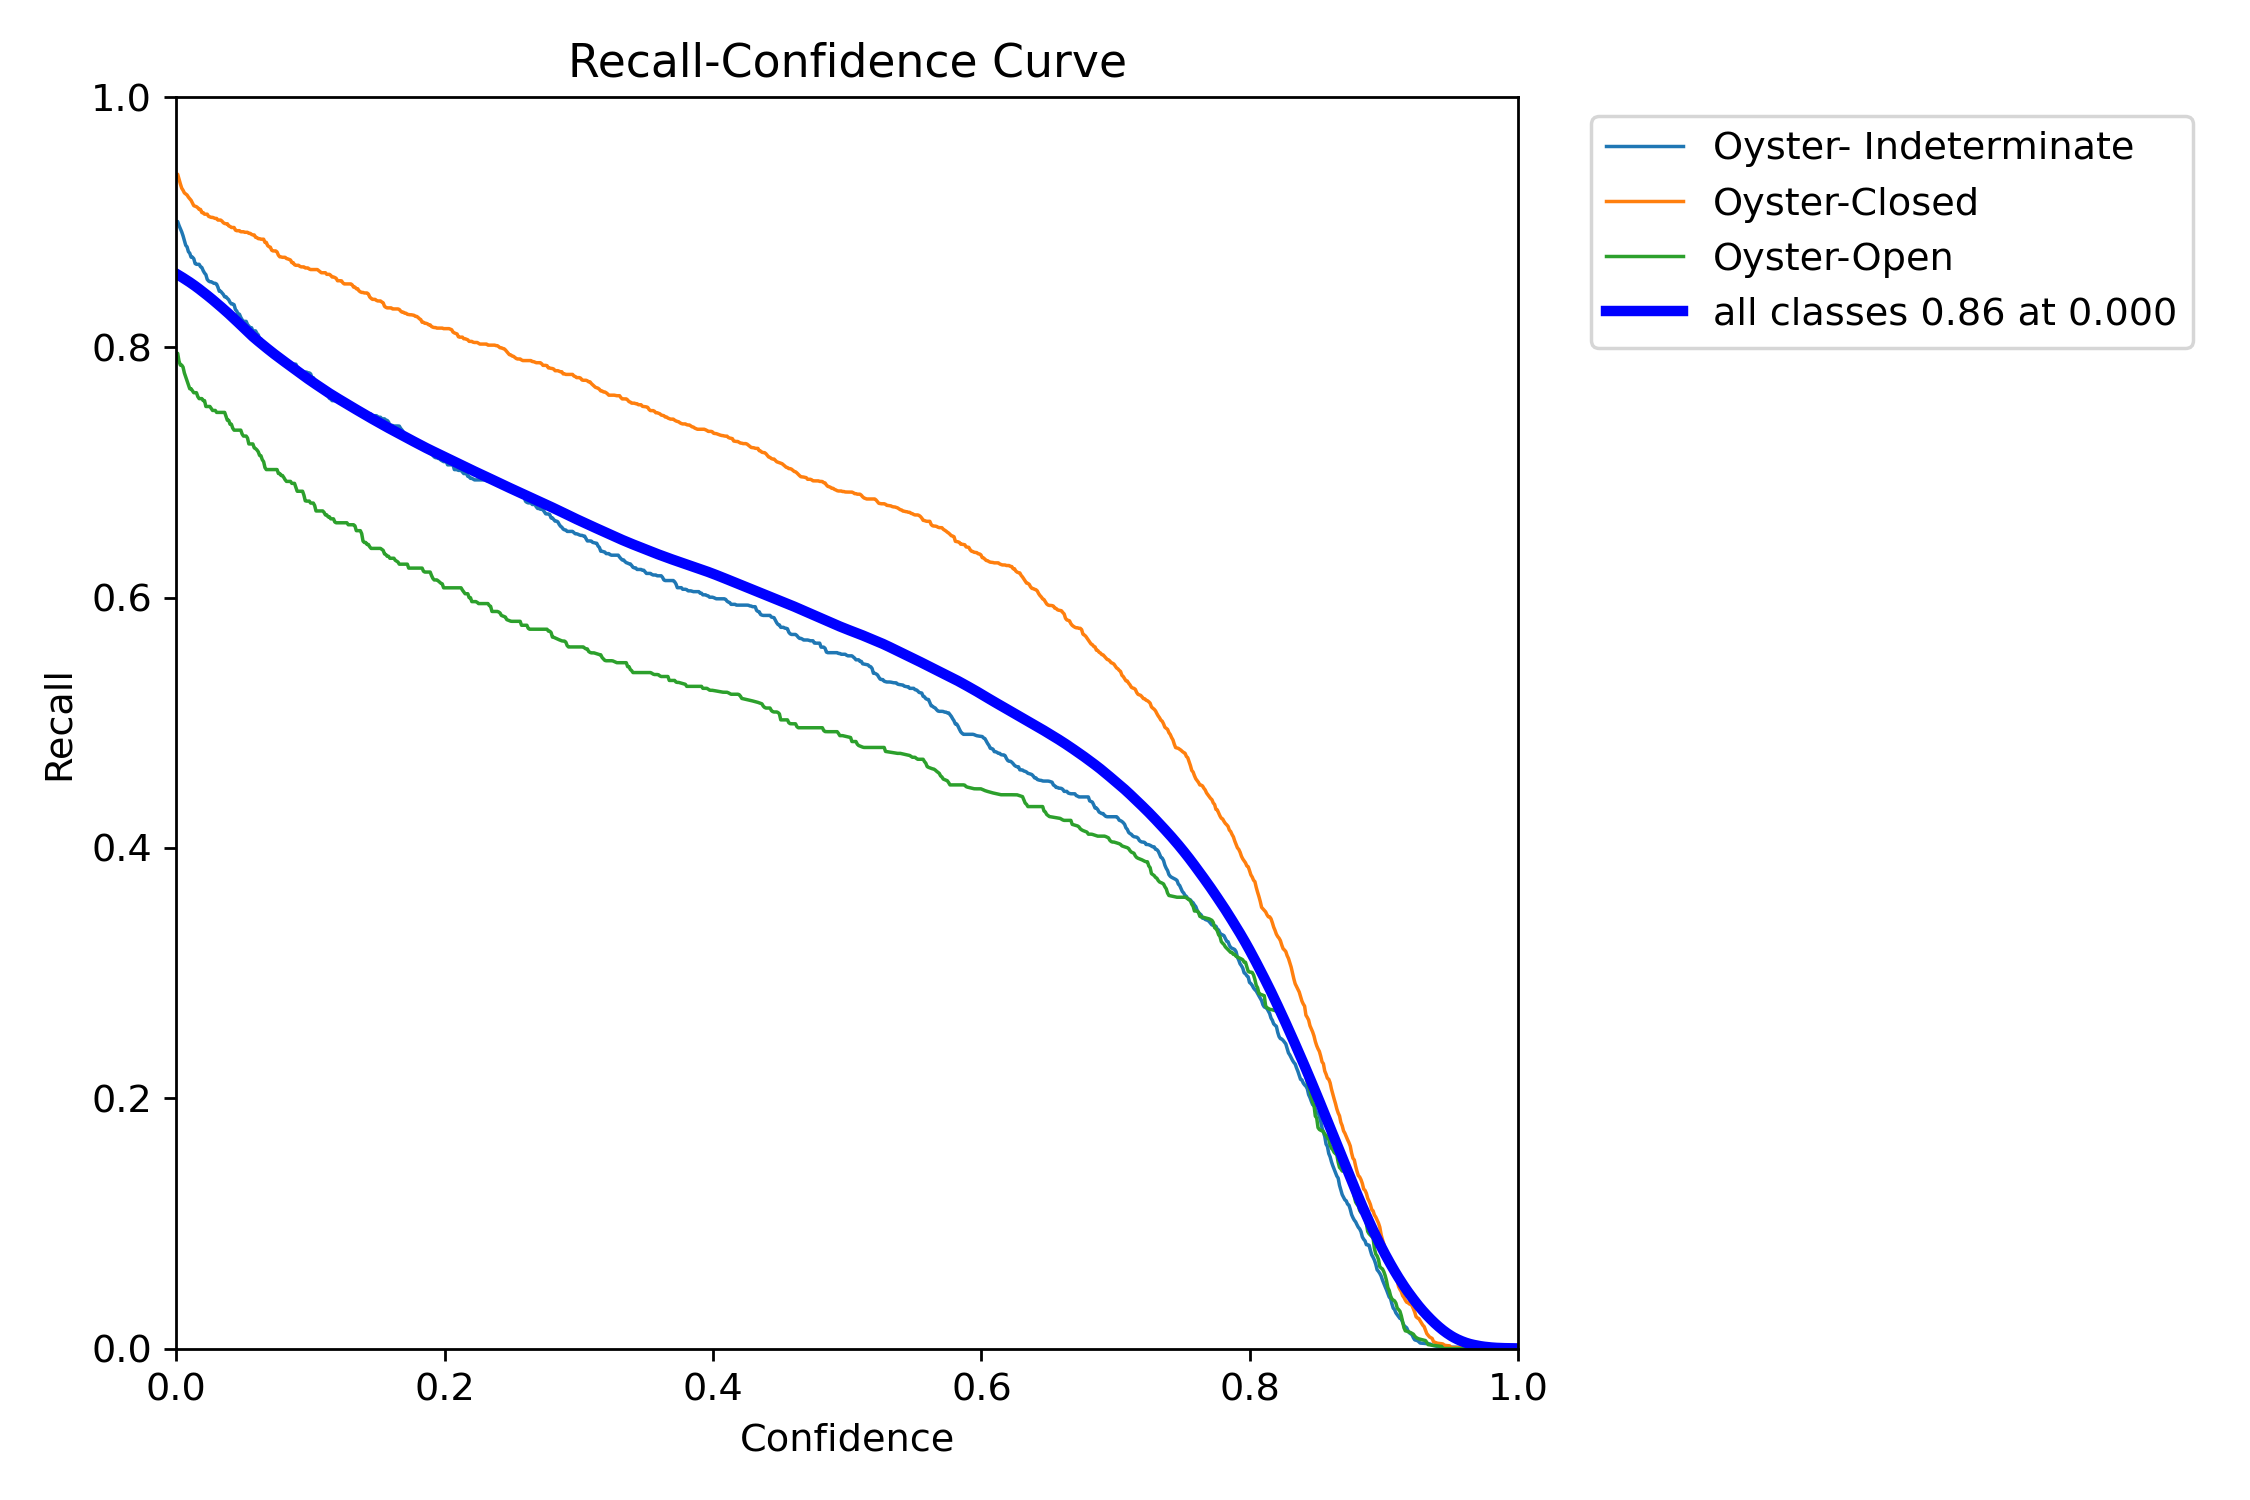 Recall-Confidence Curve
Oyster- Indeterminate
Oyster-Closed
Oyster-Open
all classes 0.86 at 0.000
1.0
0.8
0.6
0.4
0.2
0.0
Recall
0.0 0.2 0.4 0.6 0.8 1.0
Confidence